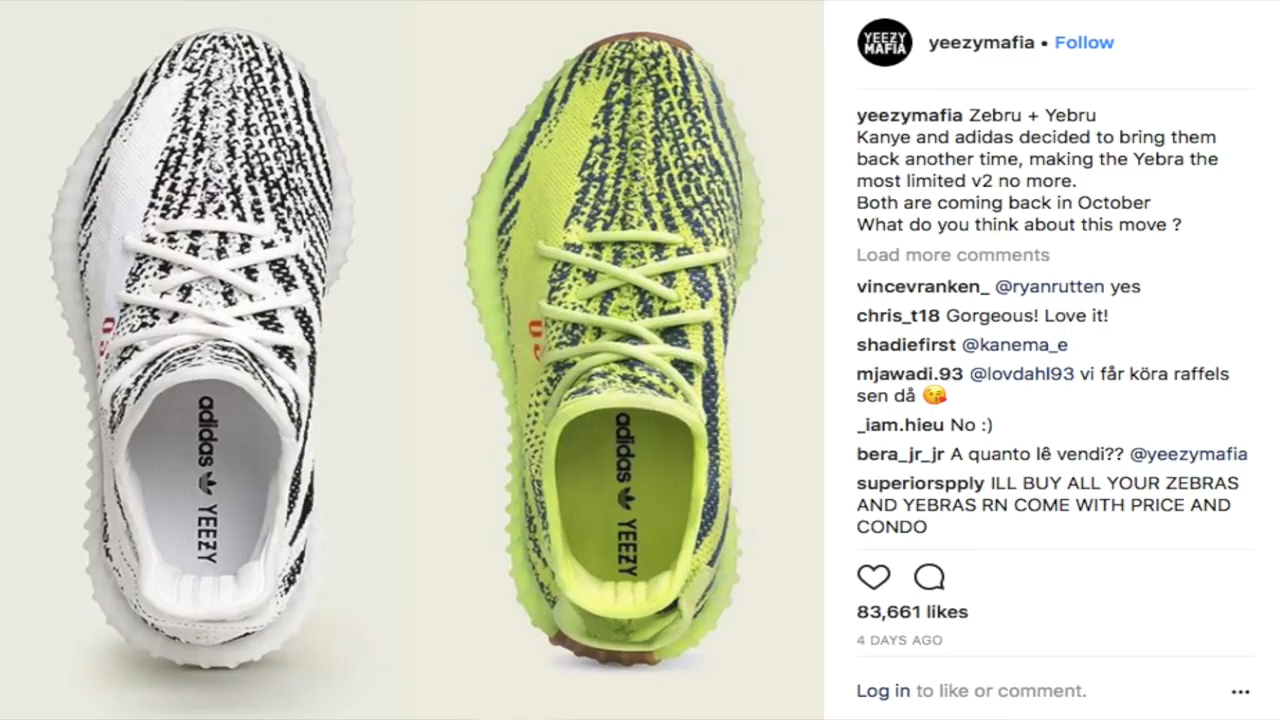 adidas YEEZY
adidas YEEZY
YEEZY
MAFIA
yeezymafia • Follow
yeezymafia Zebru + Yebru
Kanye and adidas decided to bring them
back another time, making the Yebra the
most limited v2 no more.
Both are coming back in October
What do you think about this move ?
Load more comments
vincevranken_ @ryanrutten yes
chris_t18 Gorgeous! Love it!
shadiefirst @kanema_e
mjawadi.93 @lovdahl93 vi får köra raffels
sen då 😘
_iam.hieu No :)
bera_jr_jr A quanto lê vendi?? @yeezymafia
superiorspply ILL BUY ALL YOUR ZEBRAS
AND YEBRAS RN COME WITH PRICE AND
CONDO
83,661 likes
4 DAYS AGO
Log in to like or comment.